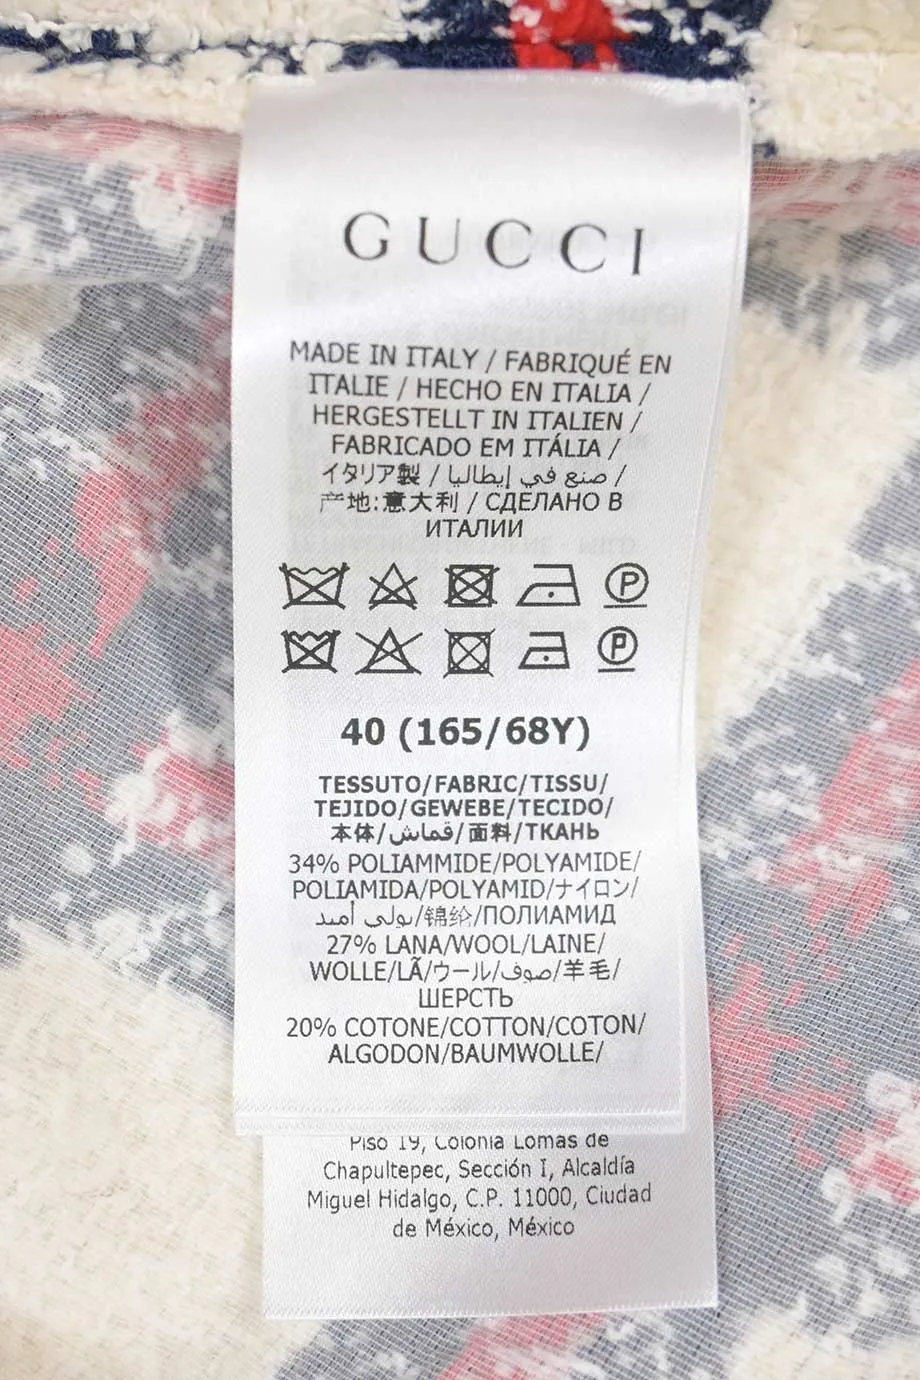 GUCCI
MADE IN ITALY / FABRIQUÉ EN
ITALIE / HECHO EN ITALIA /
HERGESTELLT IN ITALIEN /
FABRICADO EM ITÁLIA /
イタリア製 / صنع في إيطاليا /
产地:意大利 / СДЕЛАНО В
ИТАЛИИ
P
P
40 (165/68Y)
TESSUTO/FABRIC/TISSU/
TEJIDO/GEWEBE/TECIDO/
本体/قماش/面料/ТКАНЬ
34% POLIAMMIDE/POLYAMIDE/
POLIAMIDA/POLYAMID/ナイロン/
بولي أميد/锦纶/ПОЛИАМИД
27% LANA/WOOL/LAINE/
WOLLE/LÃ/ウール/صوف/羊毛/
ШЕРСТЬ
20% COTONE/COTTON/COTON/
ALGODON/BAUMWOLLE/
Piso 19, Colonia Lomas de
Chapultepec, Sección I, Alcaldía
Miguel Hidalgo, C.P. 11000, Ciudad
de México, México